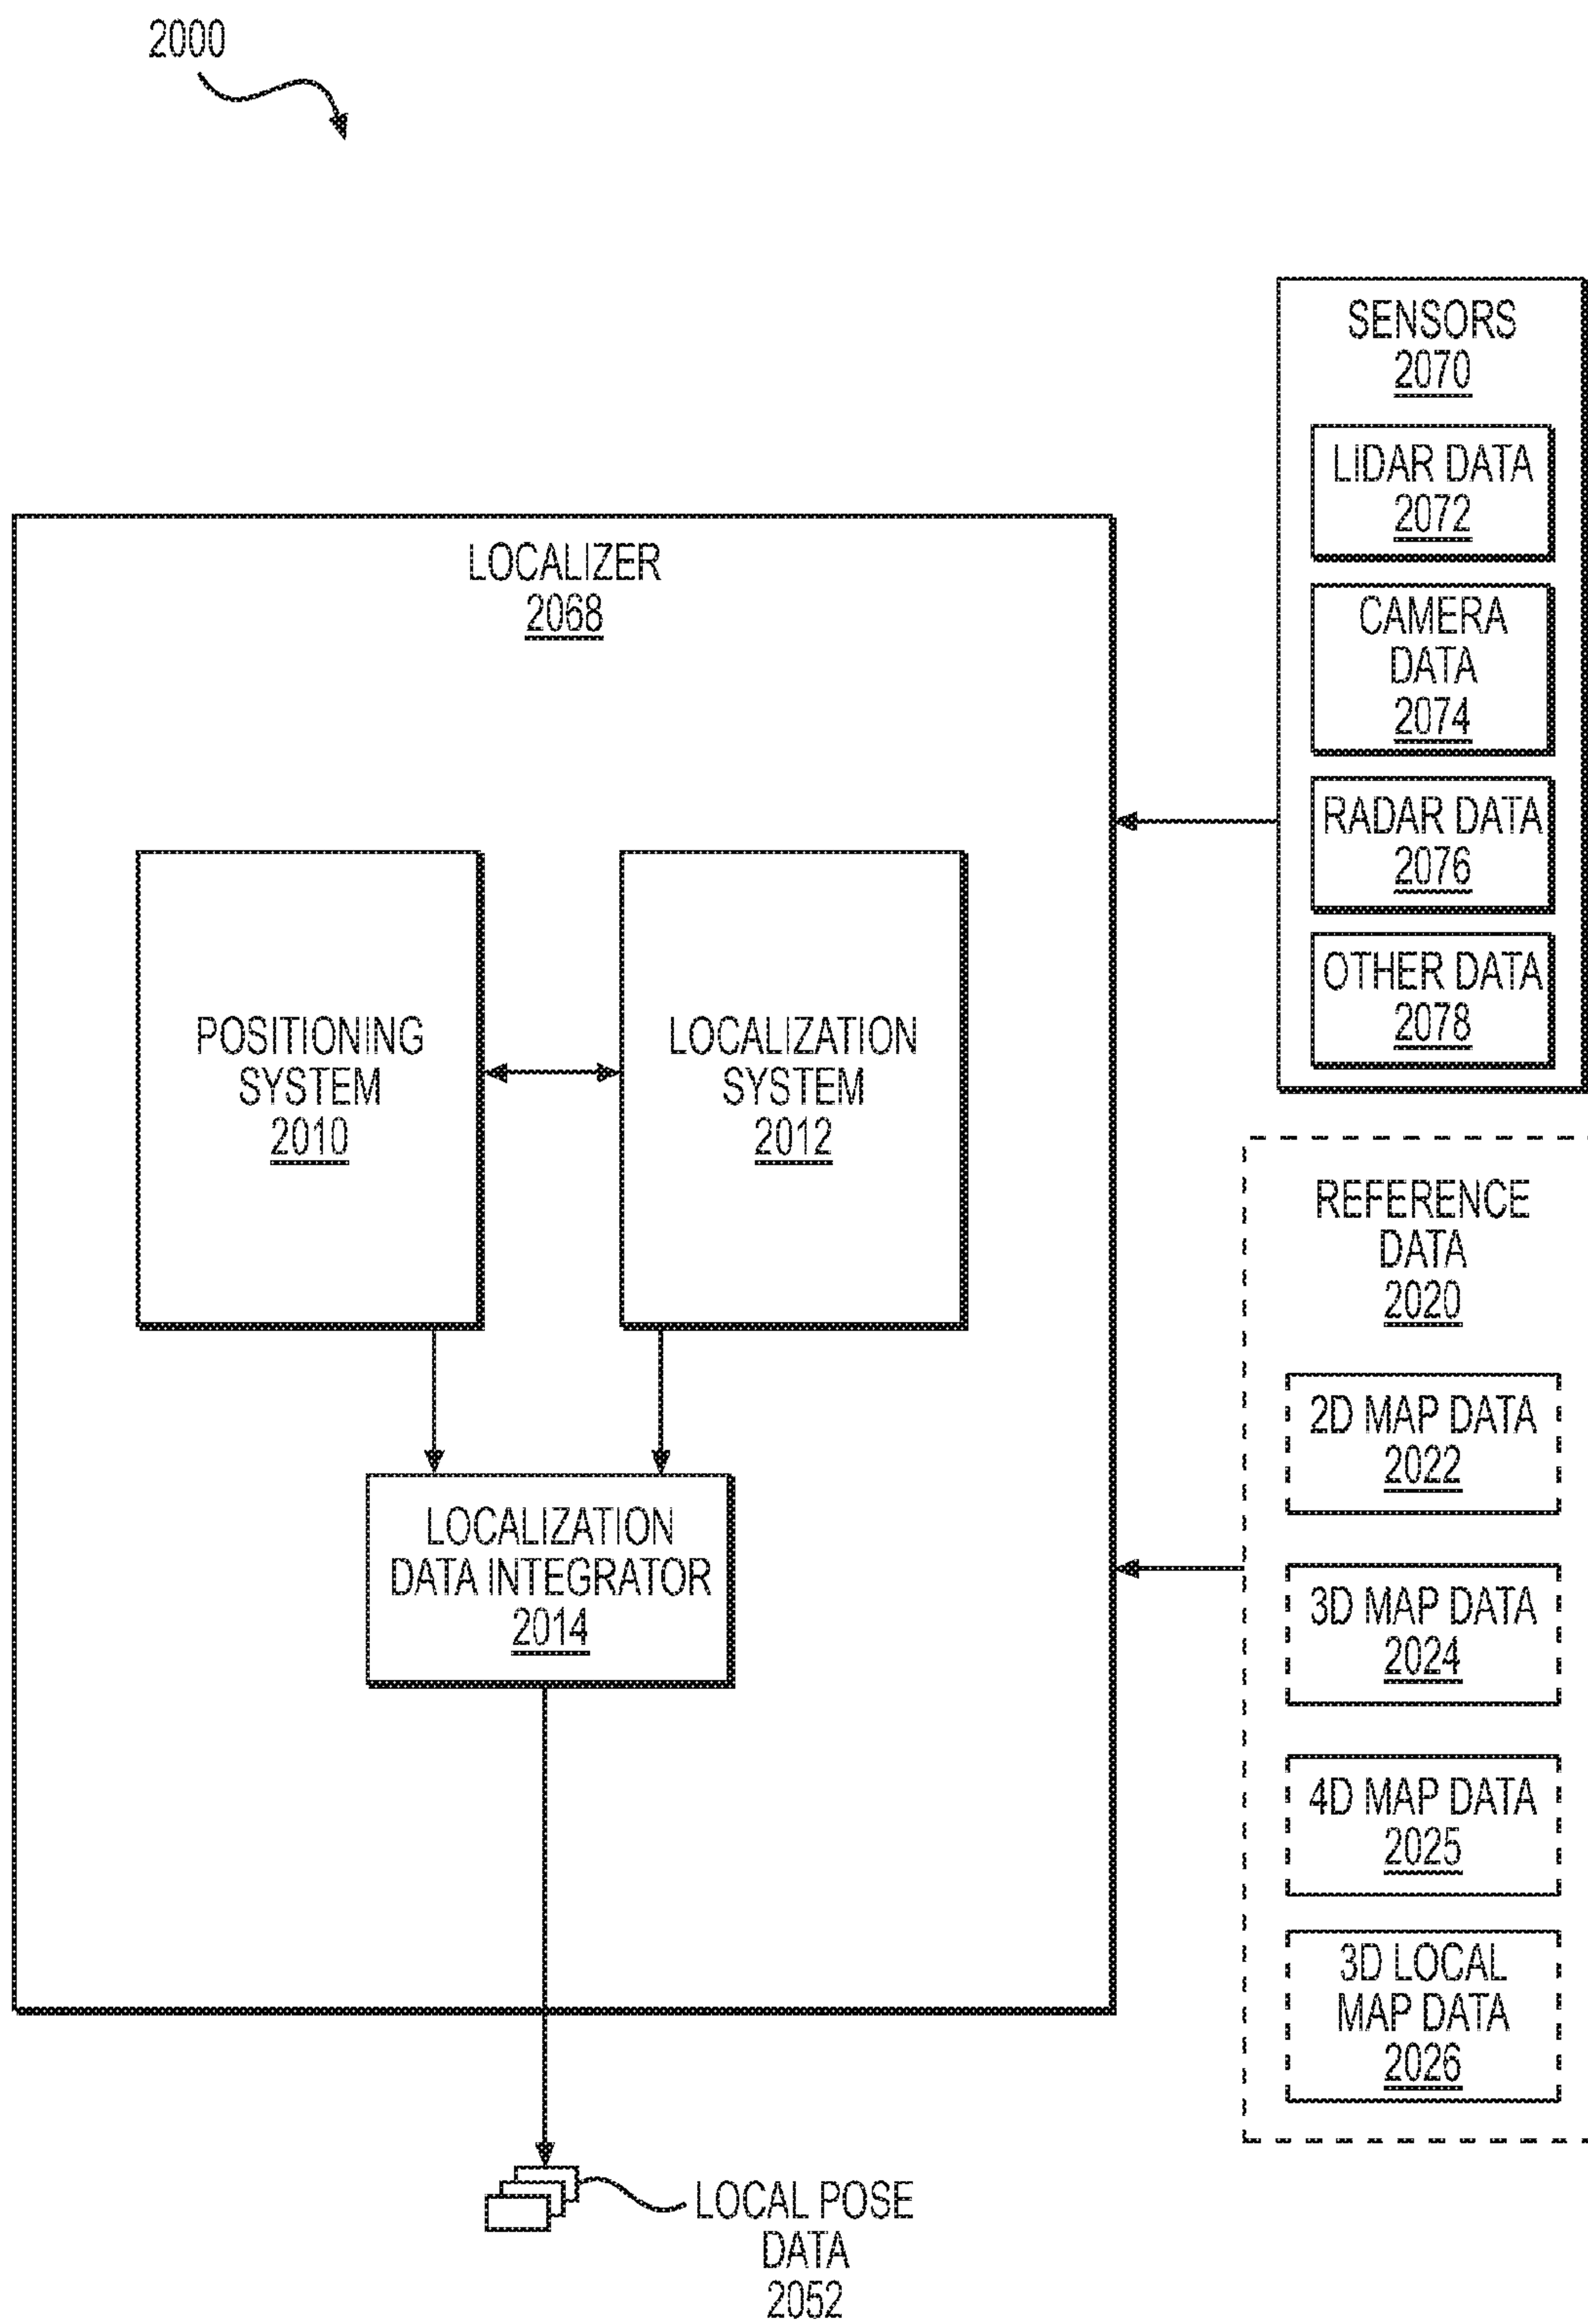 2000
SENSORS
2070
LIDAR DATA
2072
CAMERA
DATA
2074
RADAR DATA
2076
OTHER DATA
2078
LOCALIZER
2068
POSITIONING
SYSTEM
2010
LOCALIZATION
SYSTEM
2012
LOCALIZATION
DATA INTEGRATOR
2014
REFERENCE
DATA
2020
2D MAP DATA
2022
3D MAP DATA
2024
4D MAP DATA
2025
3D LOCAL
MAP DATA
2026
LOCAL POSE
DATA
2052